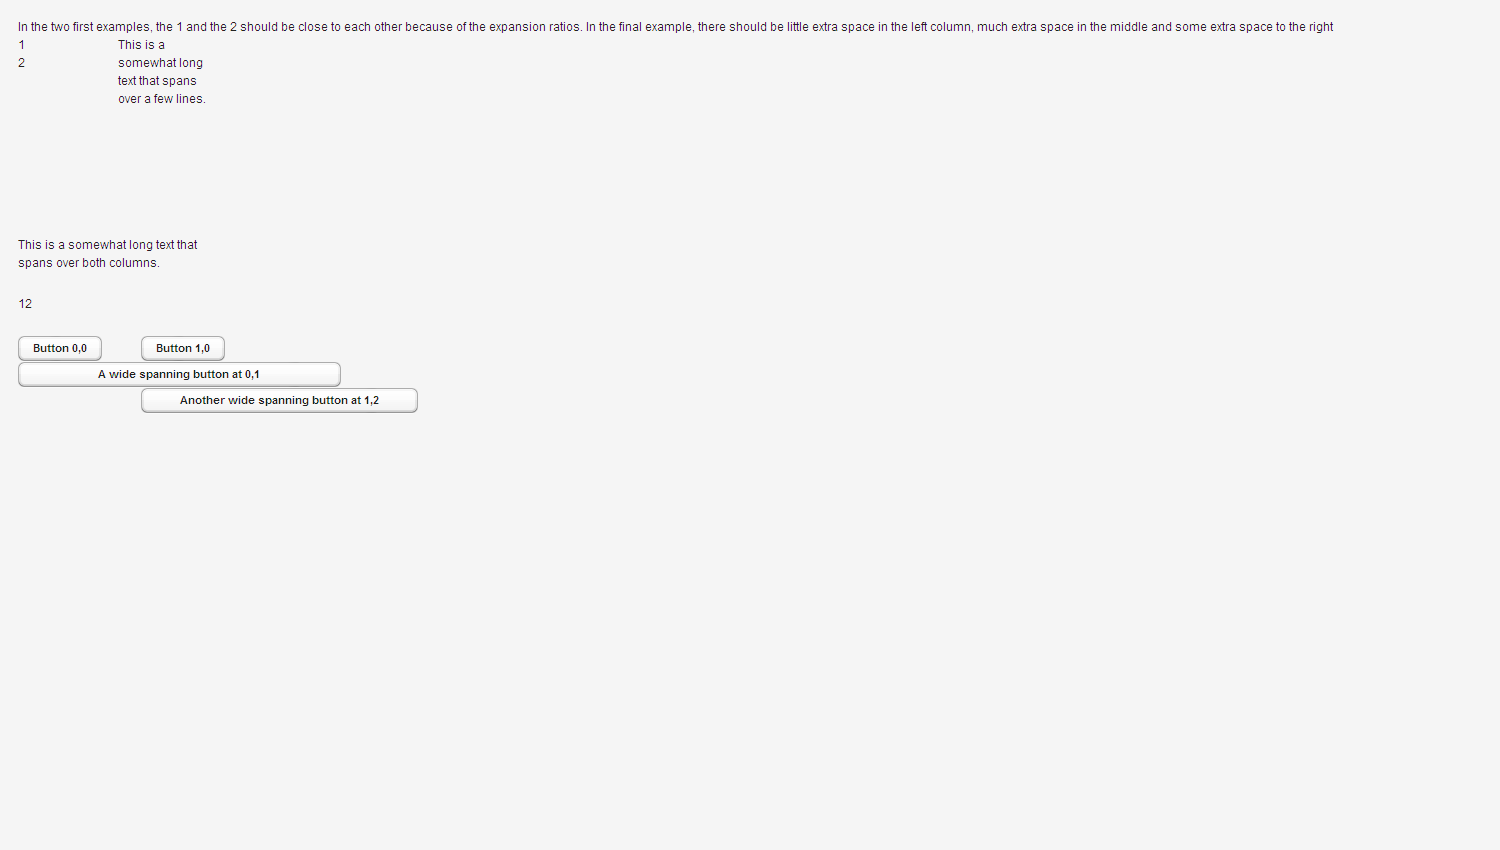 In the two first examples, the 1 and the 2 should be close to each other because of the expansion ratios. In the final example, there should be little extra space in the left column, much extra space in the middle and some extra space to the right
1
2
This is a
somewhat long
text that spans
over a few lines.
This is a somewhat long text that
spans over both columns.
12
Button 0,0
Button 1,0
A wide spanning button at 0,1
Another wide spanning button at 1,2